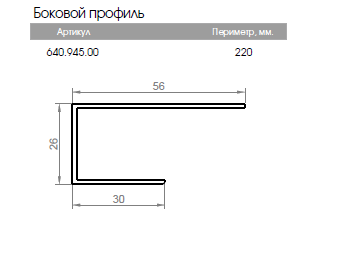 Боковой профиль
Артикул Периметр, мм.
640.945.00 220
56
26
30